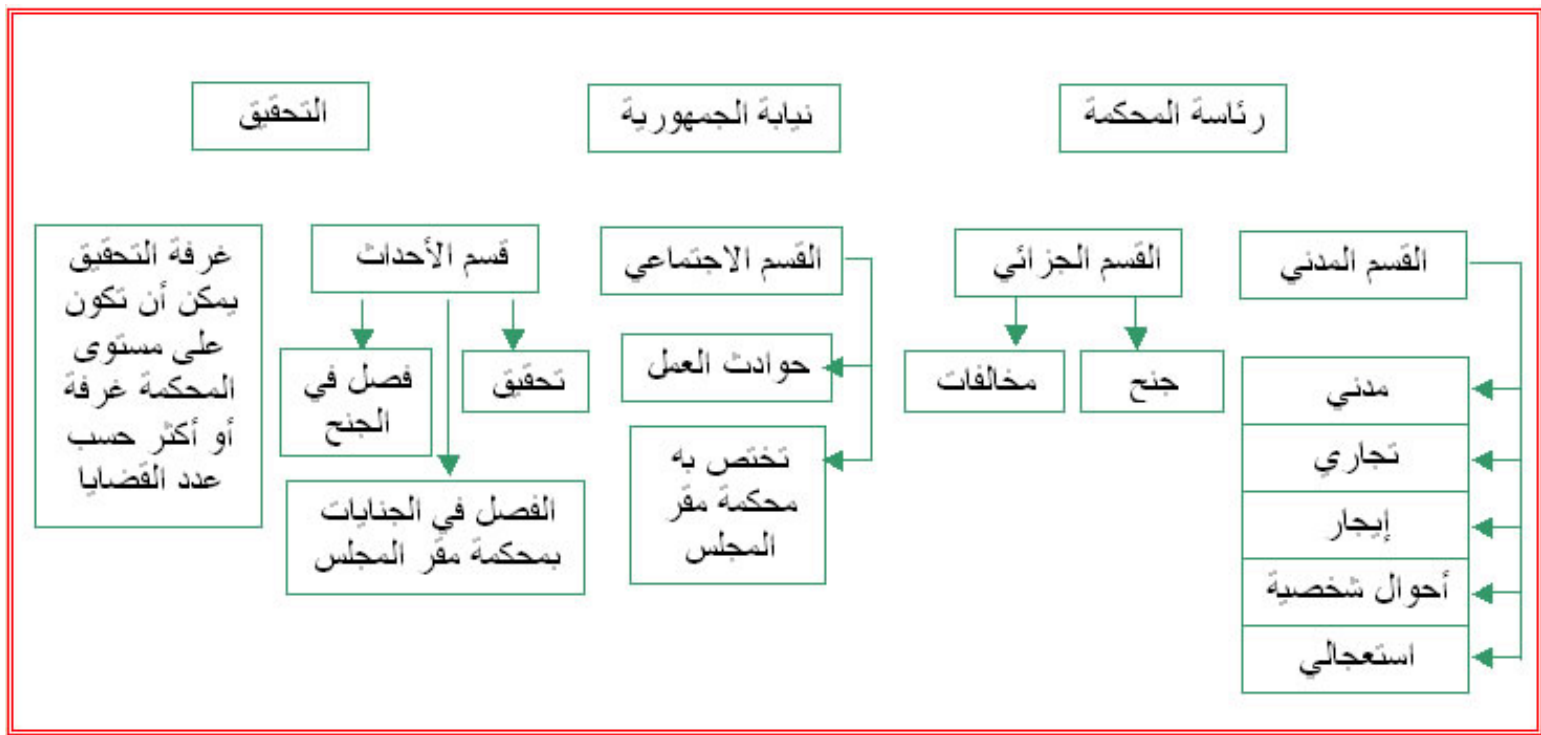 رئاسة المحكمة
نيابة الجمهورية
التحقيق
القسم المدني
مدني
تجاري
إيجار
أحوال شخصية
استعجالي
القسم الجزائي
جنح
مخالفات
القسم الاجتماعي
حوادث العمل
تختص به
محكمة مقر
المجلس
قسم الأحداث
تحقيق
فصل في
الجنح
الفصل في الجنايات
بمحكمة مقر المجلس
غرفة التحقيق
يمكن أن تكون
على مستوى
المحكمة غرفة
أو أكثر حسب
عدد القضايا